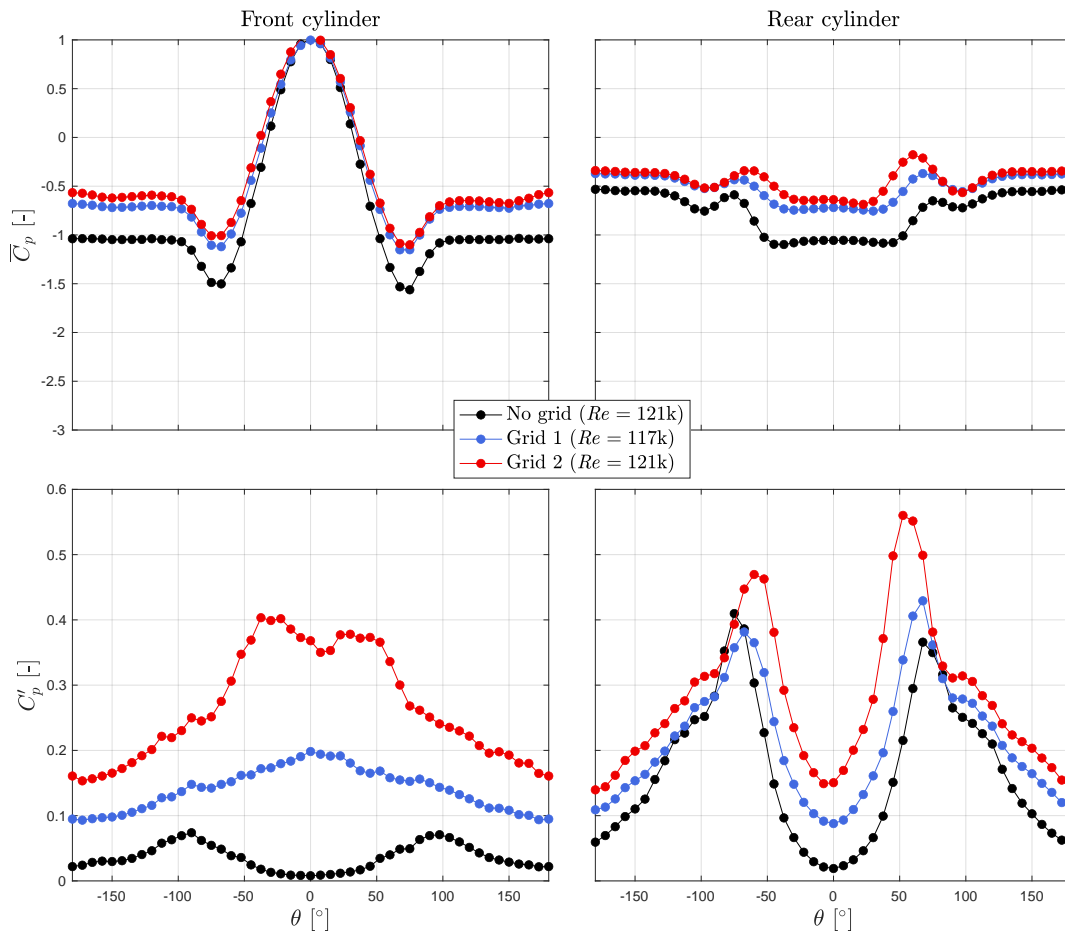 Front cylinder
Rear cylinder
1
0.5
0
-0.5
-1
-1.5
-2
-2.5
-3
C̅p [-]
No grid (Re = 121k)
Grid 1 (Re = 117k)
Grid 2 (Re = 121k)
0.6
0.5
0.4
0.3
0.2
0.1
0
C′p [-]
-150 -100 -50 0 50 100 150
-150 -100 -50 0 50 100 150
θ [°]
θ [°]